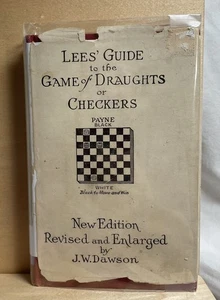 LEES' GUIDE
to the
GAME of DRAUGHTS
or
CHECKERS
PAYNE
BLACK
WHITE
Black to Move and Win
New Edition
Revised and Enlarged
by
J.W. DAWSON